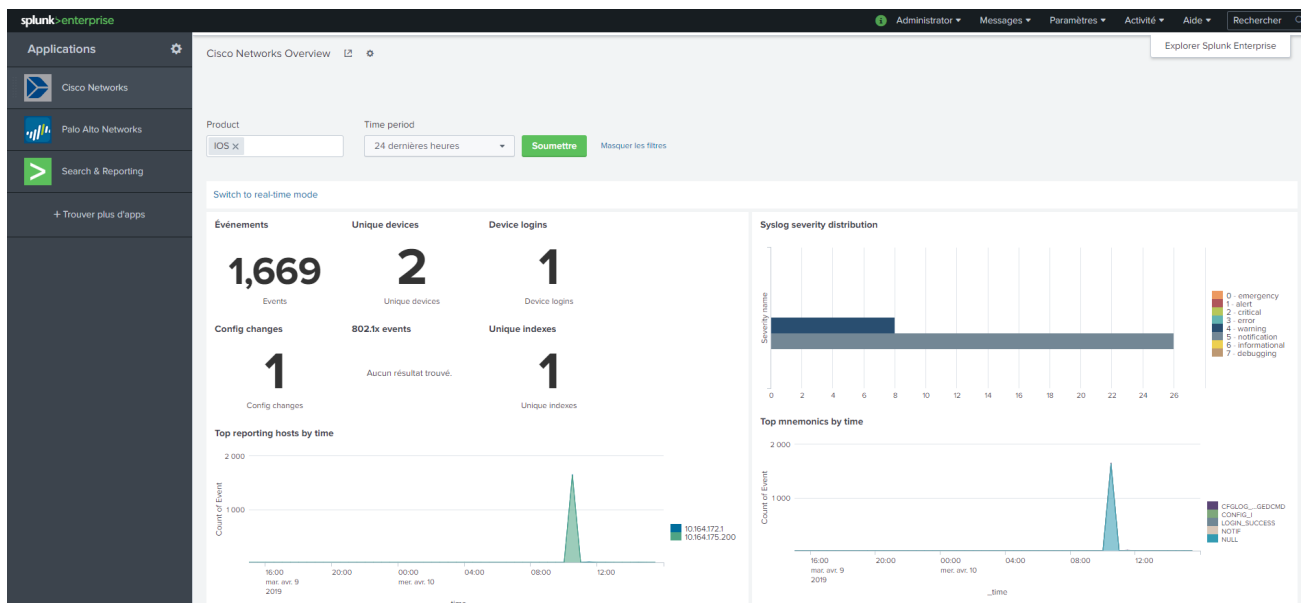 splunk>enterprise
i Administrator Messages Paramètres Activité Aide Rechercher
Explorer Splunk Enterprise
Applications
Cisco Networks
Palo Alto Networks
Search & Reporting
+ Trouver plus d'apps
Cisco Networks Overview
Product
Time period
IOS ×
24 dernières heures
Soumettre
Masquer les filtres
Switch to real-time mode
Événements
Unique devices
Device logins
1,669
2
1
Events
Unique devices
Device logins
Config changes
802.1x events
Unique indexes
1
Aucun résultat trouvé.
1
Config changes
Unique indexes
Top reporting hosts by time
2 000
1 000
Count of Event
10.164.172.1
10.164.175.200
16:00 20:00 00:00 04:00 08:00 12:00
mar. avr. 9 mer. avr. 10
2019
_time
Syslog severity distribution
Severity name
0 - emergency
1 - alert
2 - critical
3 - error
4 - warning
5 - notification
6 - informational
7 - debugging
0 2 4 6 8 10 12 14 16 18 20 22 24 26
Top mnemonics by time
2 000
1 000
Count of Event
CFGLOG_...GEDCMD
CONFIG_I
LOGIN_SUCCESS
NOTIF
NULL
16:00 20:00 00:00 04:00 08:00 12:00
mar. avr. 9 mer. avr. 10
2019
_time